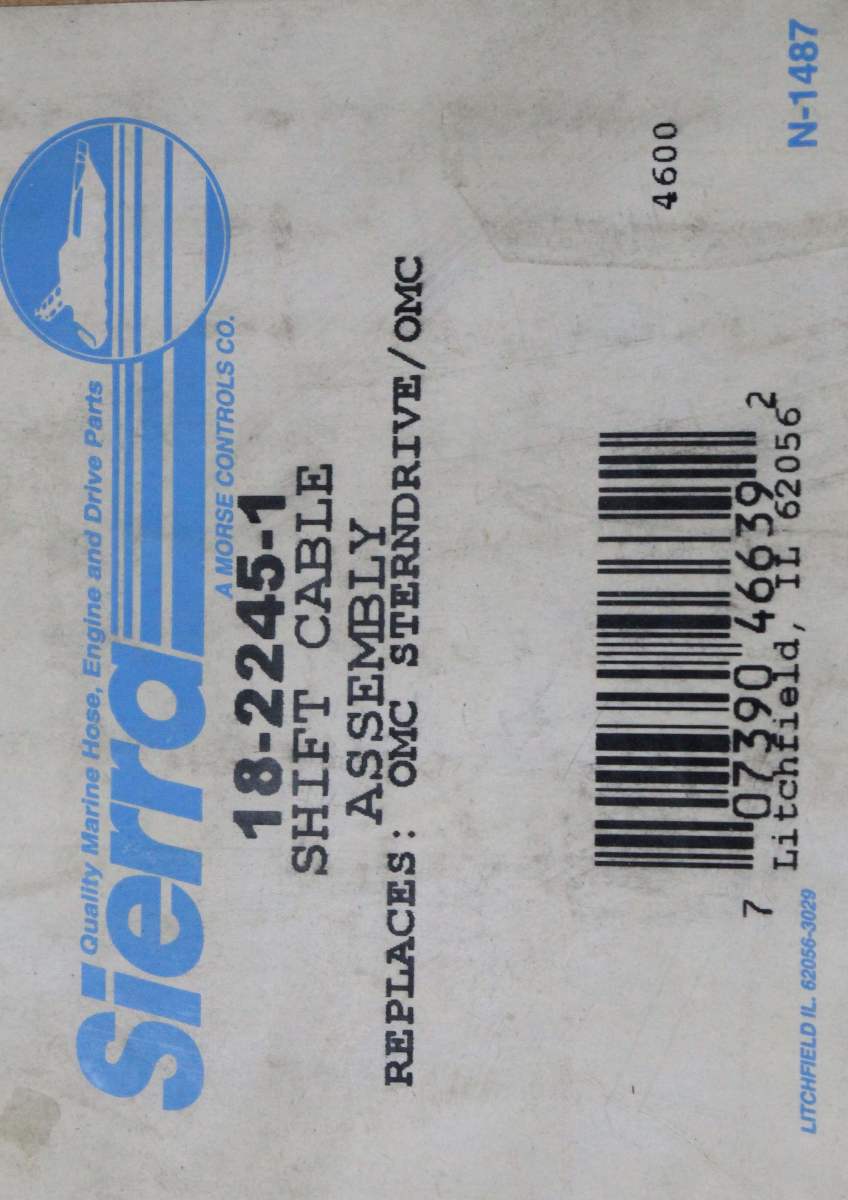 Quality Marine Hose, Engine and Drive Parts
Sierra
A MORSE CONTROLS CO.
18-2245-1
SHIFT CABLE
ASSEMBLY
REPLACES: OMC STERNDRIVE/OMC
4600
7 07390 46639 2
Litchfield, IL 62056
LITCHFIELD IL. 62056-3029
N-1487